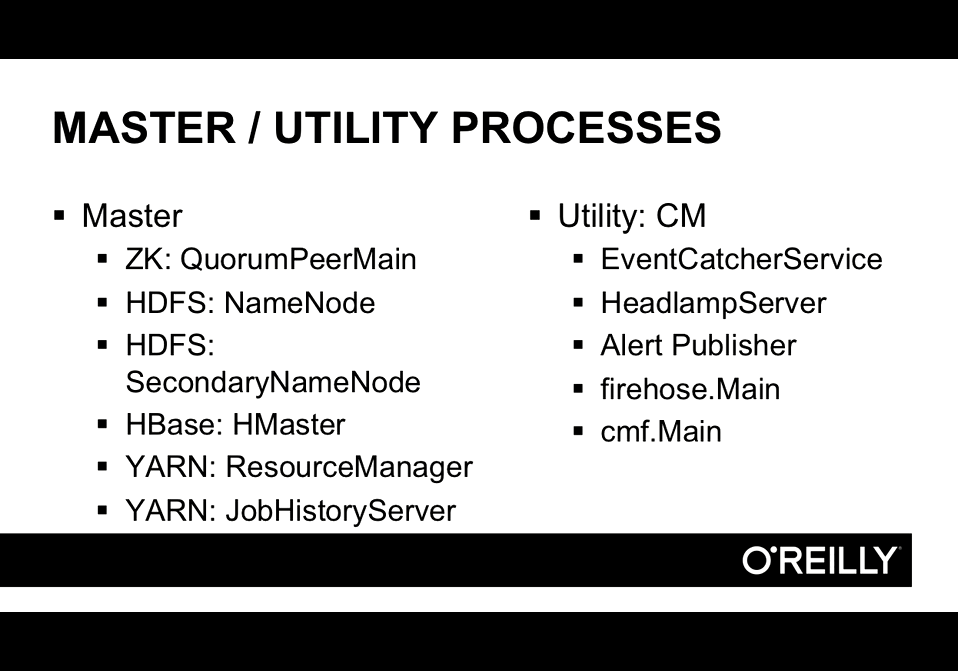 MASTER / UTILITY PROCESSES
▪ Master
▪ ZK: QuorumPeerMain
▪ HDFS: NameNode
▪ HDFS:
SecondaryNameNode
▪ HBase: HMaster
▪ YARN: ResourceManager
▪ YARN: JobHistoryServer
▪ Utility: CM
▪ EventCatcherService
▪ HeadlampServer
▪ Alert Publisher
▪ firehose.Main
▪ cmf.Main
O'REILLY®